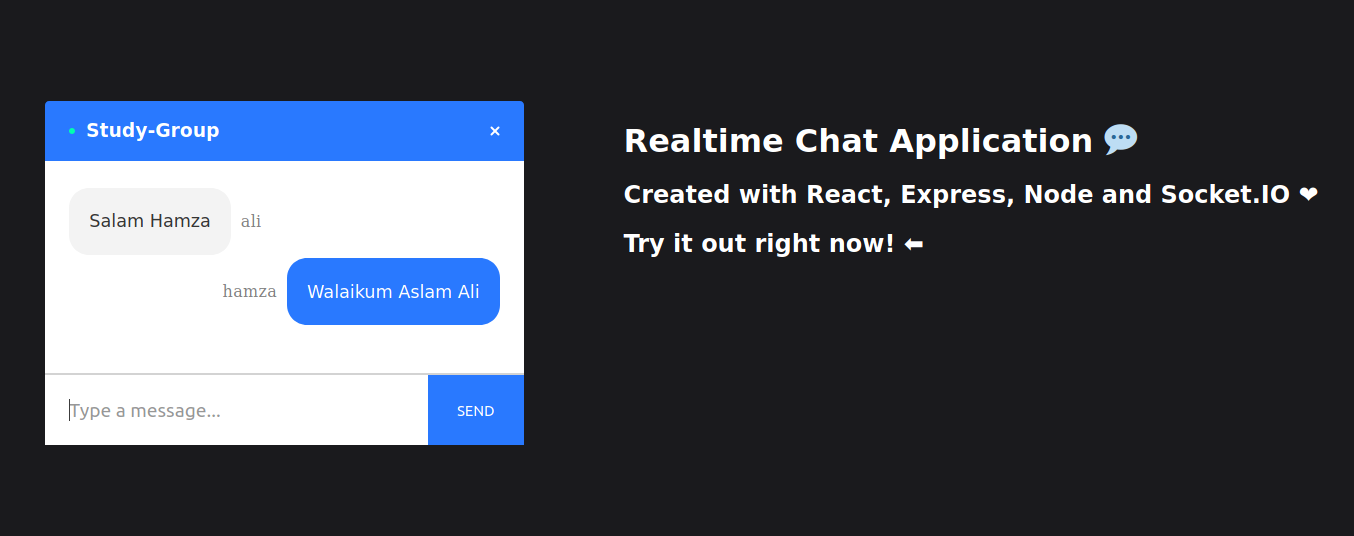 Study-Group ×
Salam Hamza ali
hamza Walaikum Aslam Ali
Type a message... SEND
Realtime Chat Application 💬
Created with React, Express, Node and Socket.IO ❤
Try it out right now! ⬅